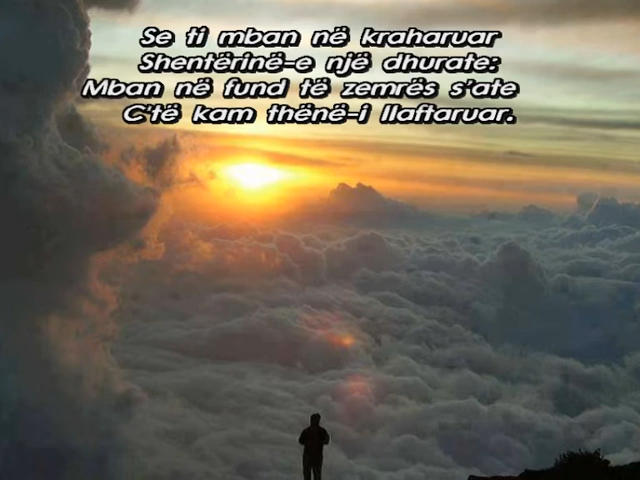 Se ti mban në kraharuar
Shentërinë-e një dhurate:
Mban në fund të zemrës s'ate
C'të kam thënë-i llaftaruar.